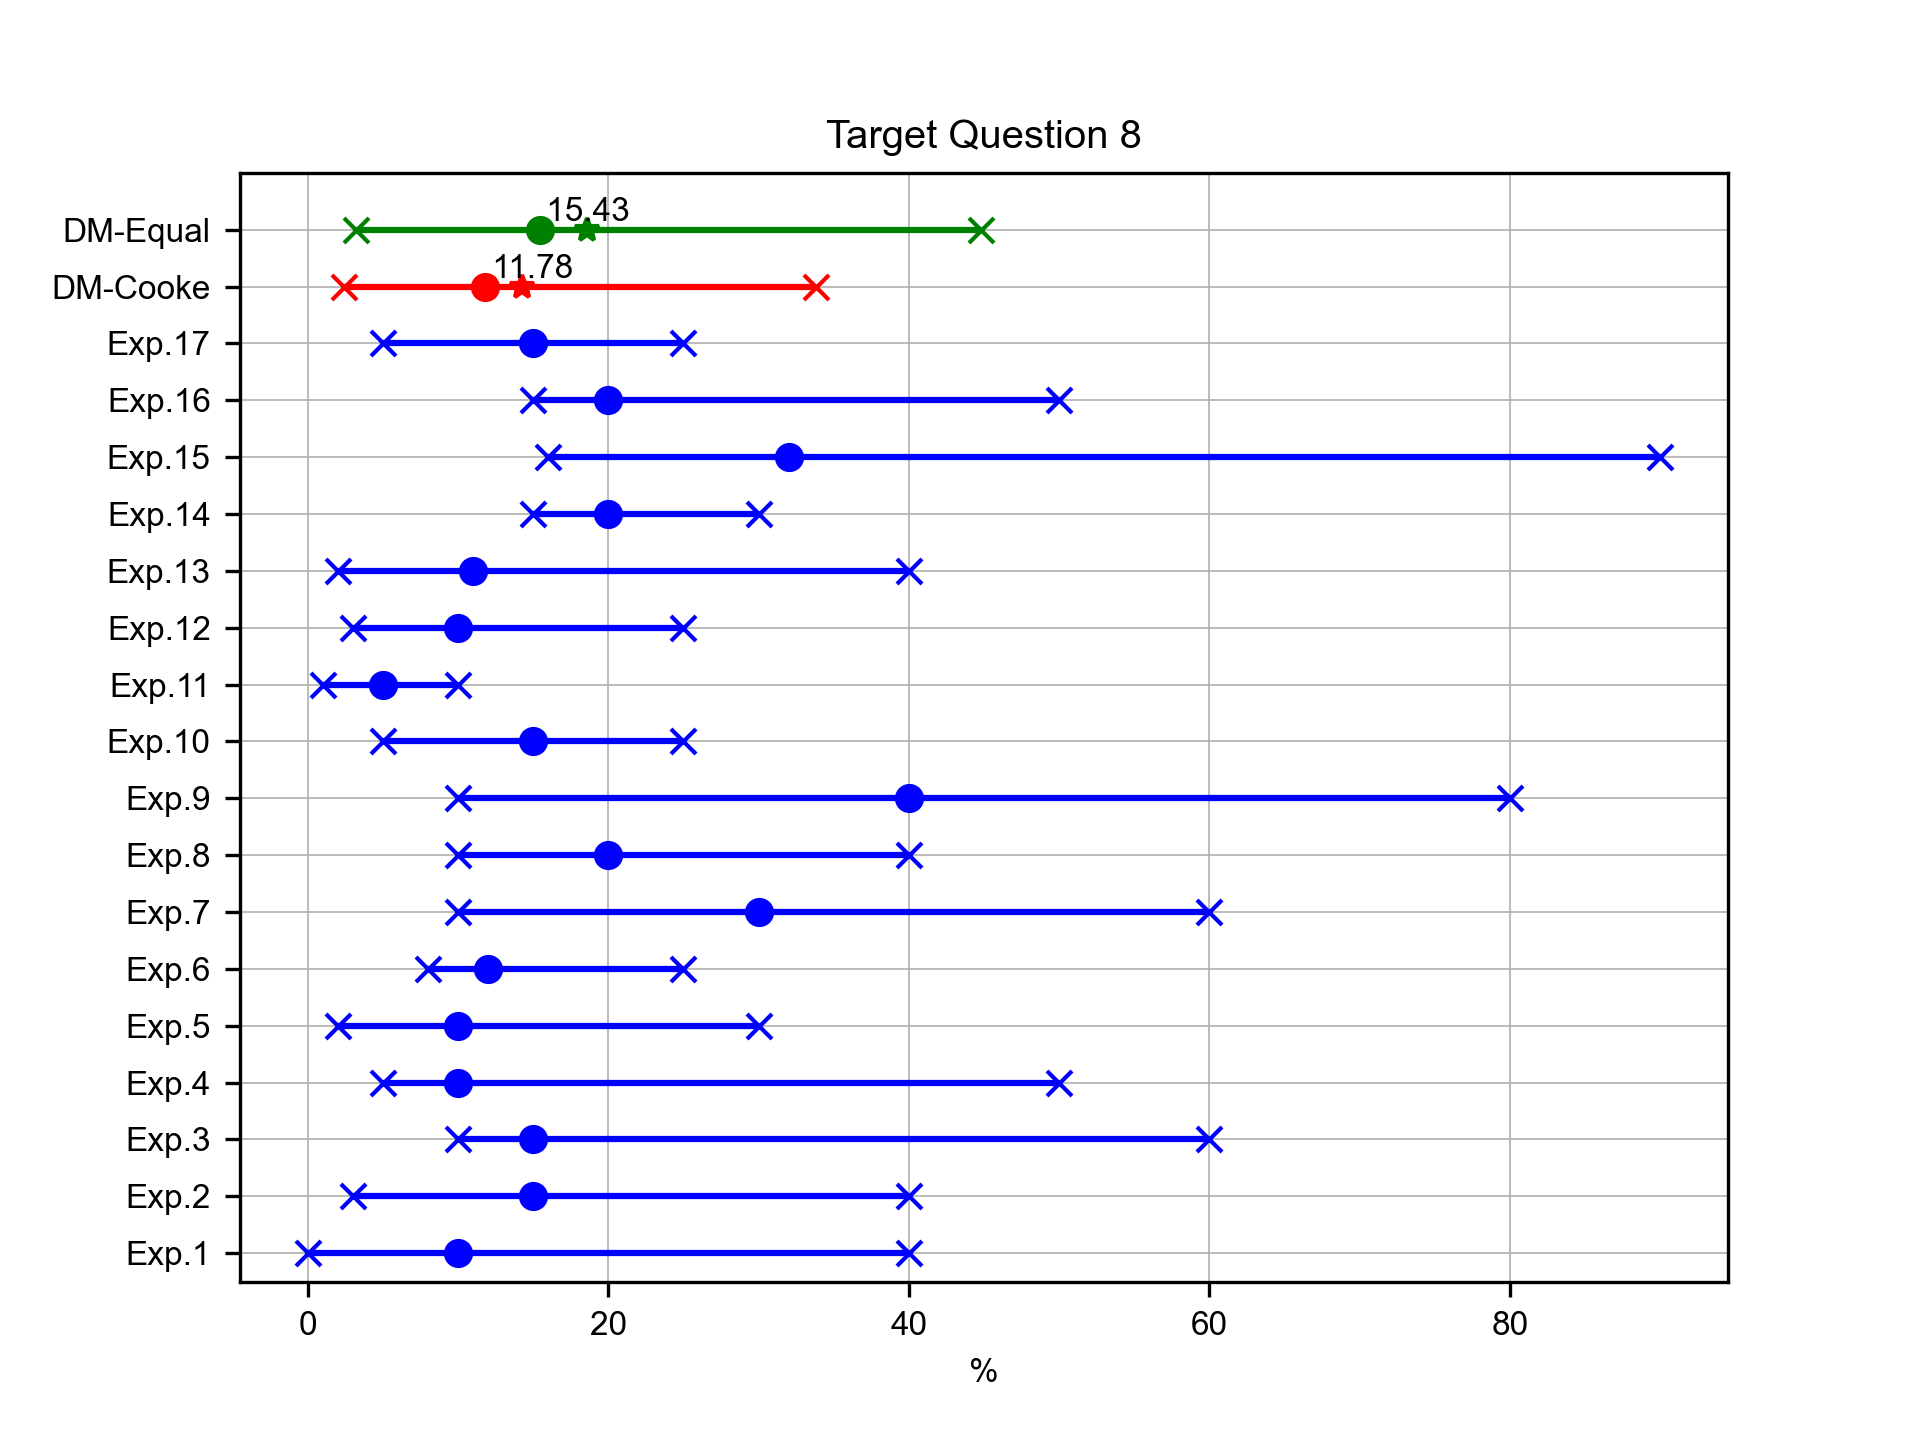 Target Question 8
DM-Equal
15.43
DM-Cooke
11.78
Exp.17
Exp.16
Exp.15
Exp.14
Exp.13
Exp.12
Exp.11
Exp.10
Exp.9
Exp.8
Exp.7
Exp.6
Exp.5
Exp.4
Exp.3
Exp.2
Exp.1
0 20 40 60 80
%